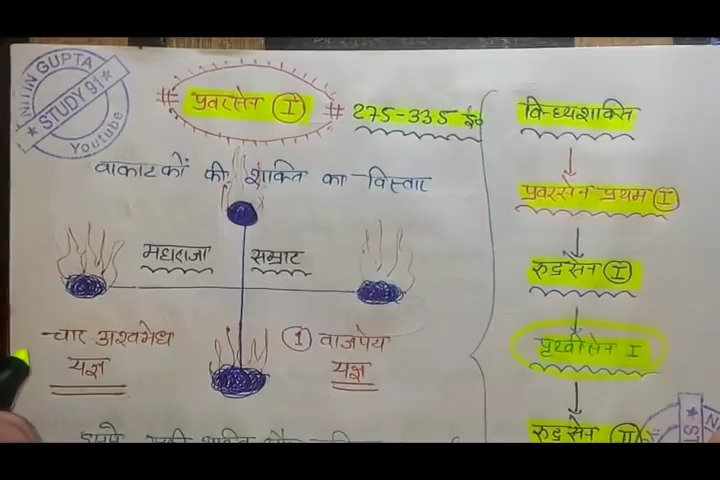 NITIN GUPTA
STUDY 91
Youtube
# प्रवरसेन I #
275-335 ई०
वाकाटकों की शक्ति का विस्तार
महाराजा सम्राट
चार अश्वमेध
यज्ञ
1 वाजपेय
यज्ञ
विन्ध्यशक्ति
प्रवरसेन प्रथम I
रुद्रसेन I
पृथ्वीसेन I
रुद्रसेन II